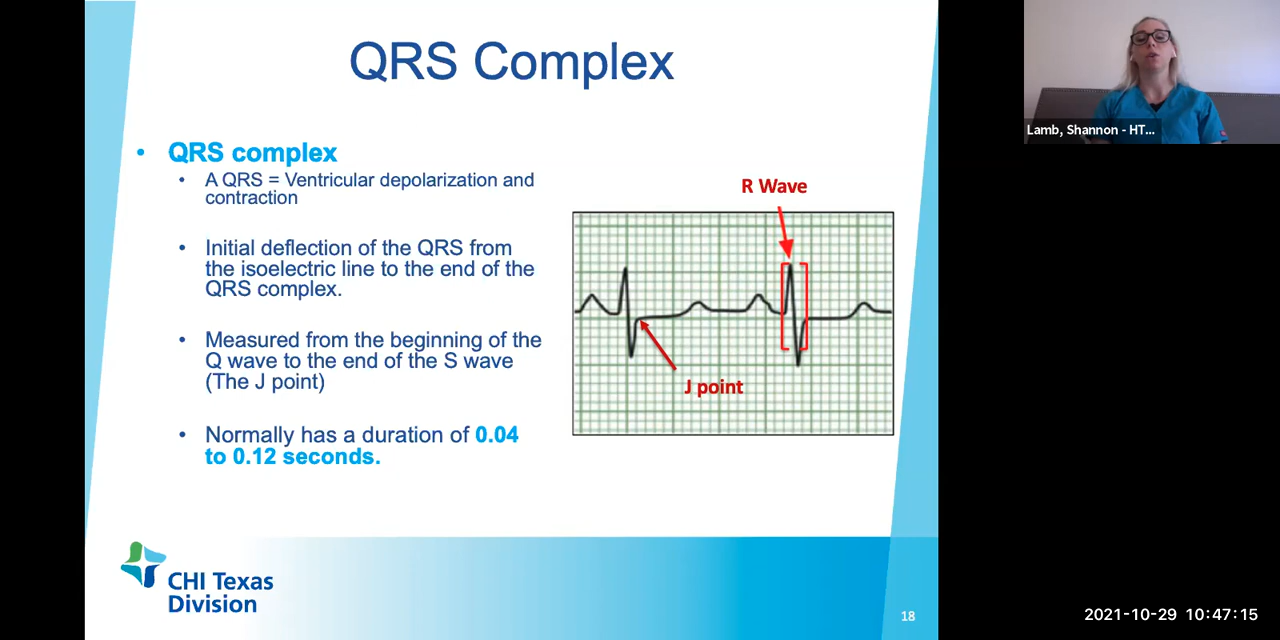 QRS Complex
• QRS complex
• A QRS = Ventricular depolarization and
contraction
• Initial deflection of the QRS from
the isoelectric line to the end of the
QRS complex.
• Measured from the beginning of the
Q wave to the end of the S wave
(The J point)
• Normally has a duration of 0.04
to 0.12 seconds.
R Wave
J point
CHI Texas
Division
18
Lamb, Shannon - HT...
2021-10-29 10:47:15